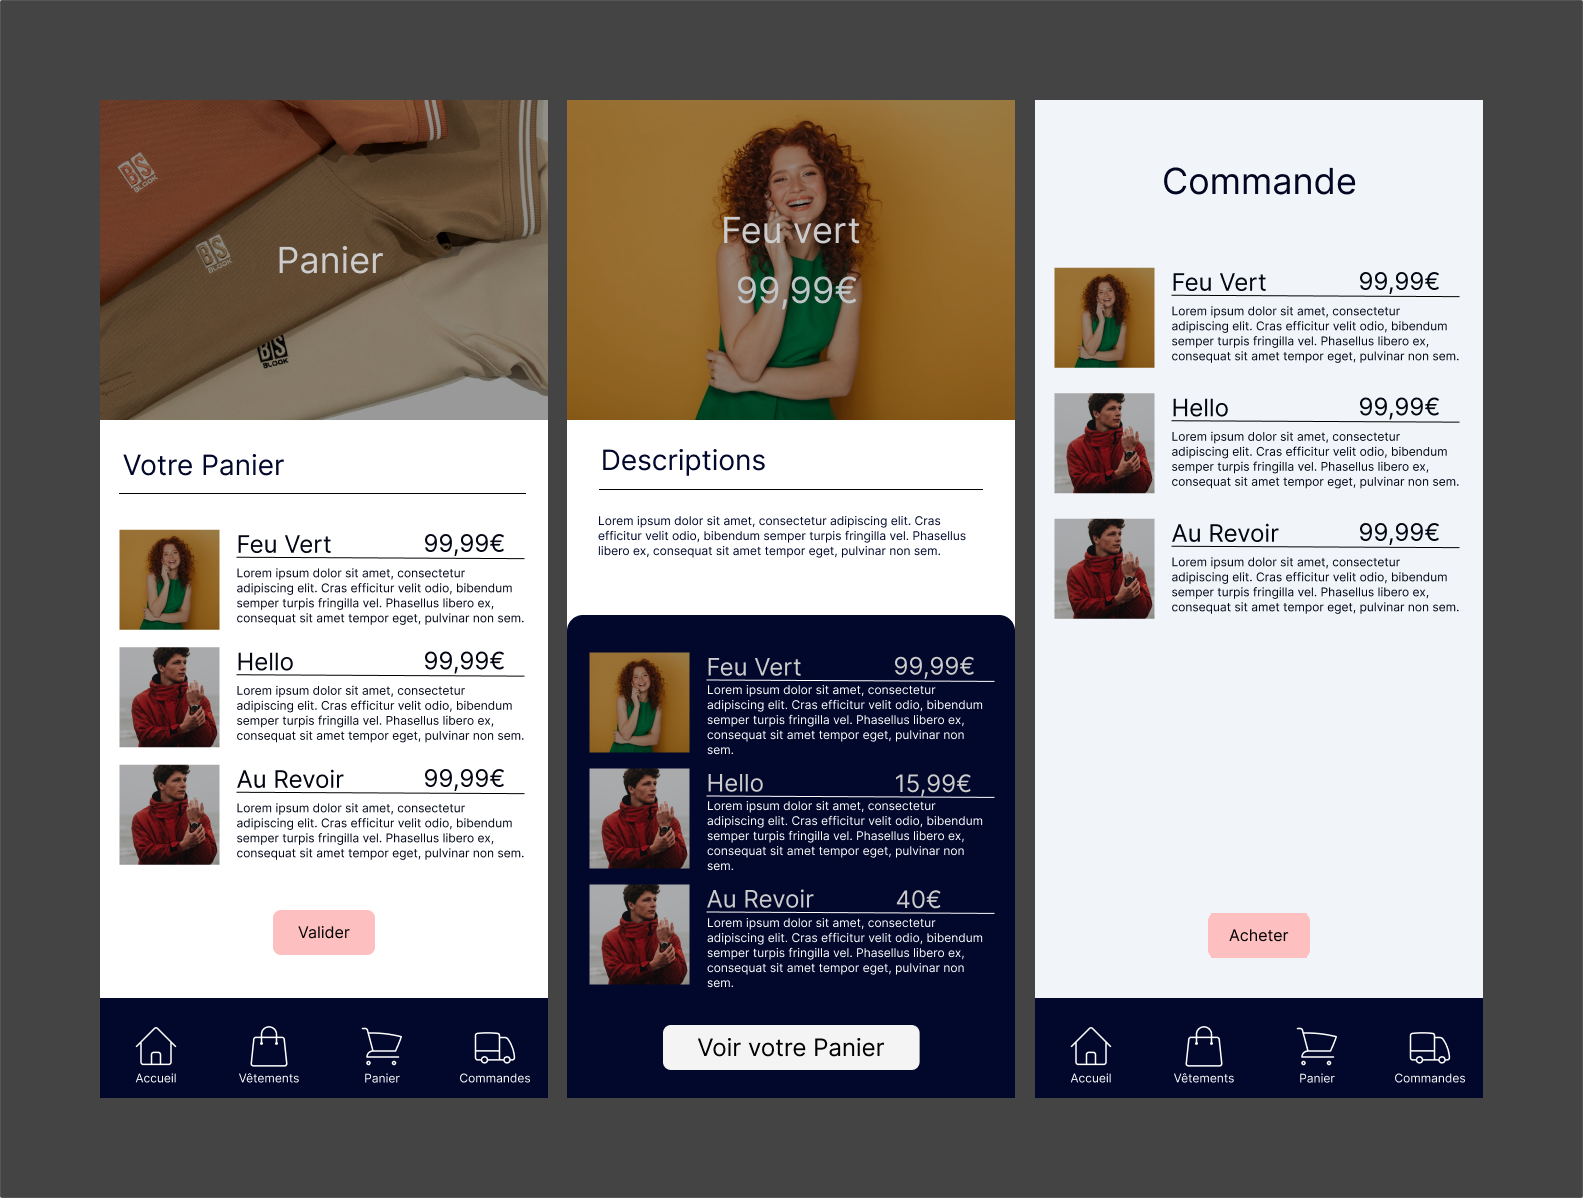 BS
BLOOK
BS
BLOOK
Panier
BS
BLOOK
Votre Panier
Feu Vert 99,99€
Lorem ipsum dolor sit amet, consectetur
adipiscing elit. Cras efficitur velit odio, bibendum
semper turpis fringilla vel. Phasellus libero ex,
consequat sit amet tempor eget, pulvinar non sem.
Hello 99,99€
Lorem ipsum dolor sit amet, consectetur
adipiscing elit. Cras efficitur velit odio, bibendum
semper turpis fringilla vel. Phasellus libero ex,
consequat sit amet tempor eget, pulvinar non sem.
Au Revoir 99,99€
Lorem ipsum dolor sit amet, consectetur
adipiscing elit. Cras efficitur velit odio, bibendum
semper turpis fringilla vel. Phasellus libero ex,
consequat sit amet tempor eget, pulvinar non sem.
Valider
Accueil Vêtements Panier Commandes
Feu vert
99,99€
Descriptions
Lorem ipsum dolor sit amet, consectetur adipiscing elit. Cras
efficitur velit odio, bibendum semper turpis fringilla vel. Phasellus
libero ex, consequat sit amet tempor eget, pulvinar non sem.
Feu Vert 99,99€
Lorem ipsum dolor sit amet, consectetur
adipiscing elit. Cras efficitur velit odio, bibendum
semper turpis fringilla vel. Phasellus libero ex,
consequat sit amet tempor eget, pulvinar non
sem.
Hello 15,99€
Lorem ipsum dolor sit amet, consectetur
adipiscing elit. Cras efficitur velit odio, bibendum
semper turpis fringilla vel. Phasellus libero ex,
consequat sit amet tempor eget, pulvinar non
sem.
Au Revoir 40€
Lorem ipsum dolor sit amet, consectetur
adipiscing elit. Cras efficitur velit odio, bibendum
semper turpis fringilla vel. Phasellus libero ex,
consequat sit amet tempor eget, pulvinar non
sem.
Voir votre Panier
Commande
Feu Vert 99,99€
Lorem ipsum dolor sit amet, consectetur
adipiscing elit. Cras efficitur velit odio, bibendum
semper turpis fringilla vel. Phasellus libero ex,
consequat sit amet tempor eget, pulvinar non sem.
Hello 99,99€
Lorem ipsum dolor sit amet, consectetur
adipiscing elit. Cras efficitur velit odio, bibendum
semper turpis fringilla vel. Phasellus libero ex,
consequat sit amet tempor eget, pulvinar non sem.
Au Revoir 99,99€
Lorem ipsum dolor sit amet, consectetur
adipiscing elit. Cras efficitur velit odio, bibendum
semper turpis fringilla vel. Phasellus libero ex,
consequat sit amet tempor eget, pulvinar non sem.
Acheter
Accueil Vêtements Panier Commandes